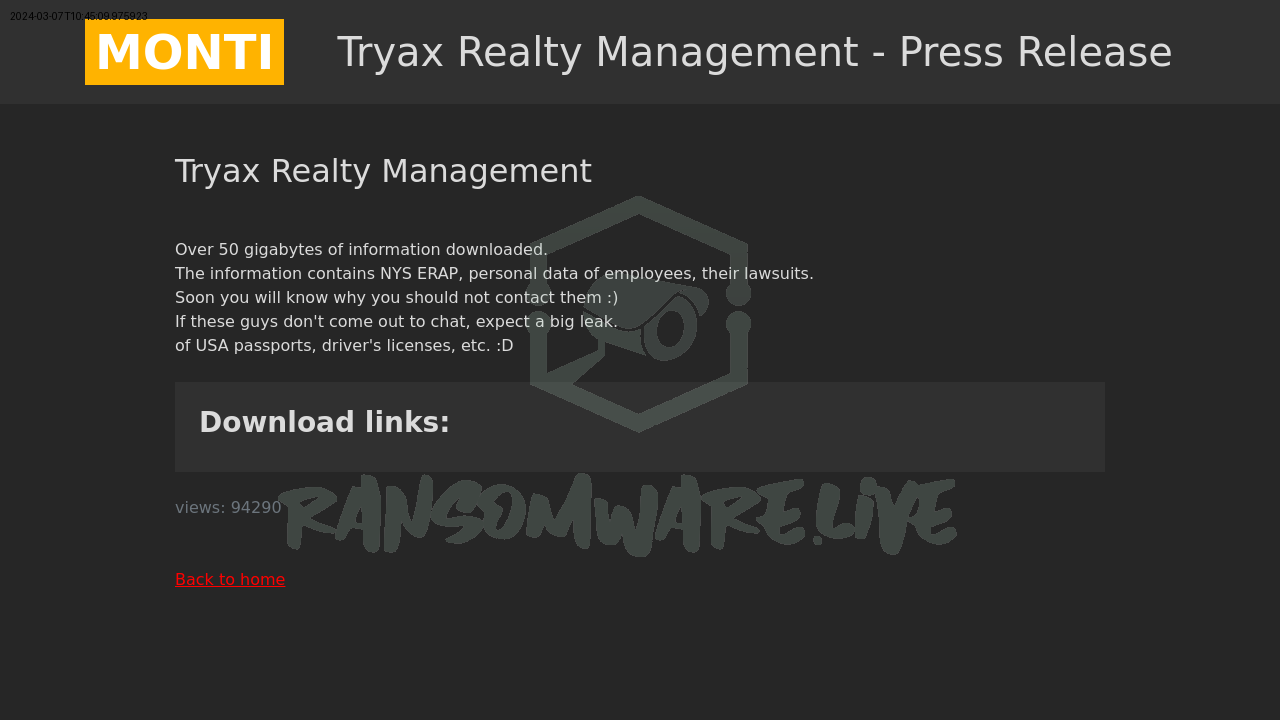 2024-03-07T10:45:09.975923
MONTI
Tryax Realty Management - Press Release
Tryax Realty Management
Over 50 gigabytes of information downloaded.
The information contains NYS ERAP, personal data of employees, their lawsuits.
Soon you will know why you should not contact them :)
If these guys don't come out to chat, expect a big leak.
of USA passports, driver's licenses, etc. :D
Download links:
RANSOMWARE.LIVE
views: 94290
Back to home